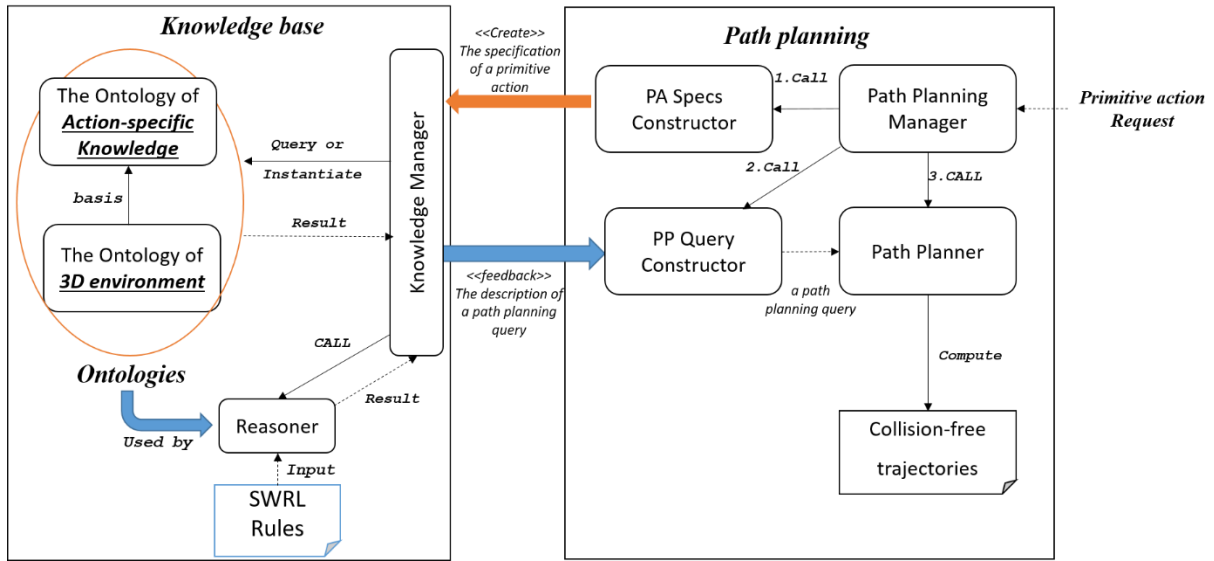 Knowledge base
The Ontology of
Action-specific
Knowledge
basis
The Ontology of
3D environment
Ontologies
Used by
Query or
Instantiate
Result
Knowledge Manager
CALL
Result
Reasoner
Input
SWRL
Rules
<<Create>>
The specification
of a primitive
action
<<feedback>>
The description of
a path planning
query
Path planning
PA Specs
Constructor
1.Call
Path Planning
Manager
Primitive action
Request
2.Call
3.CALL
PP Query
Constructor
a path
planning query
Path Planner
Compute
Collision-free
trajectories